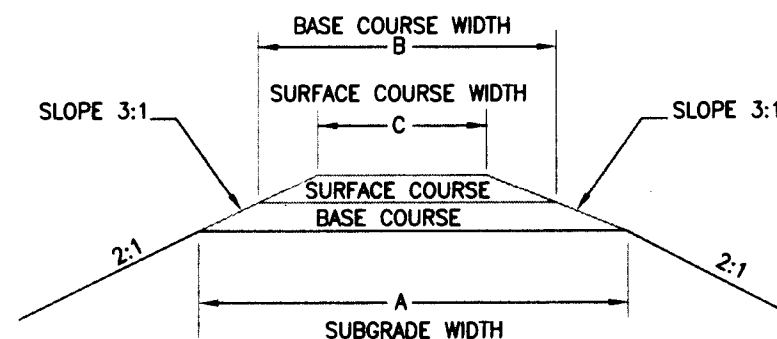 BASE COURSE WIDTH
B
SURFACE COURSE WIDTH
SLOPE 3:1
SLOPE 3:1
C
SURFACE COURSE
BASE COURSE
2:1
2:1
A
SUBGRADE WIDTH